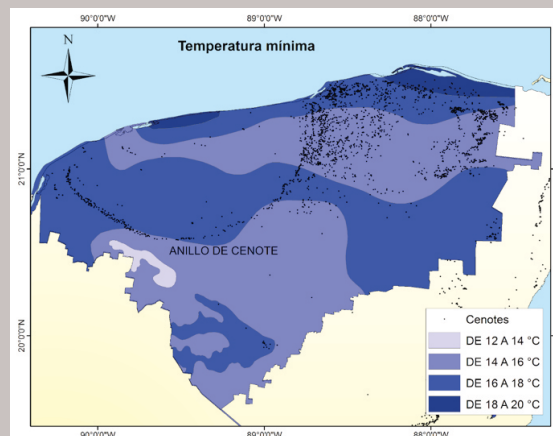 90°0'0"W
89°0'0"W
88°0'0"W
Temperatura mínima
N
21°0'0"N
ANILLO DE CENOTE
20°0'0"N
Cenotes
DE 12 A 14 °C
DE 14 A 16 °C
DE 16 A 18 °C
DE 18 A 20 °C
90°0'0"W
89°0'0"W
88°0'0"W